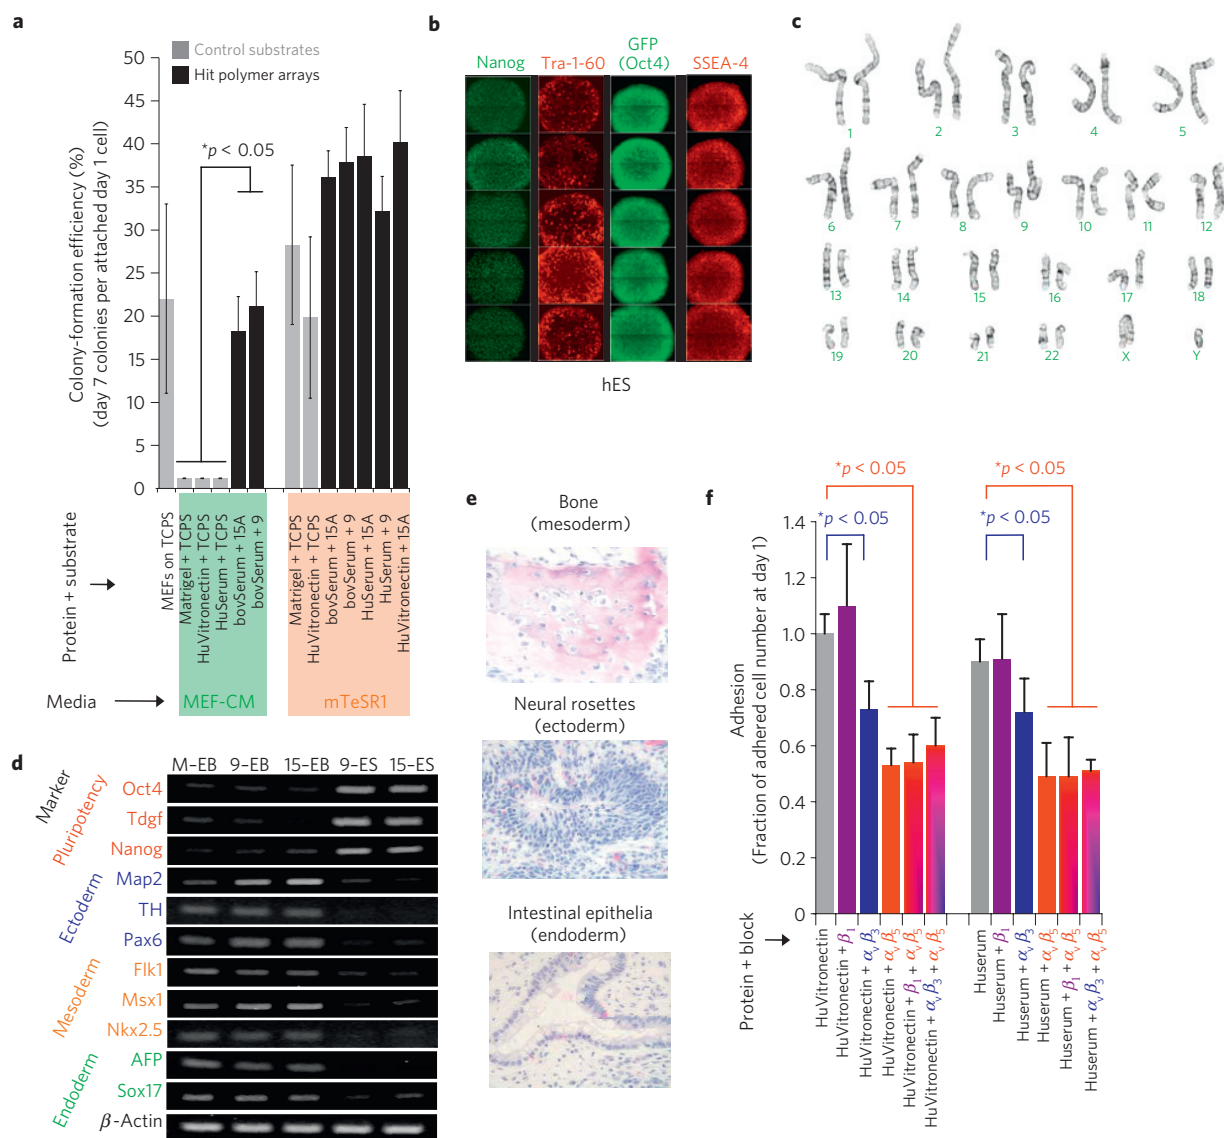 a
Control substrates
Hit polymer arrays
50
45
40
35
30
25
20
15
10
5
0
Colony-formation efficiency (%)
(day 7 colonies per attached day 1 cell)
*p < 0.05
Protein + substrate
MEFs on TCPS
Matrigel + TCPS
HuVitronectin + TCPS
HuSerum + TCPS
bovSerum + 15A
bovSerum + 9
Matrigel + TCPS
HuVitronectin + TCPS
bovSerum + 15A
bovSerum + 9
HuSerum + 15A
HuSerum + 9
HuVitronectin + 15A
Media
MEF-CM
mTeSR1
b
Nanog
Tra-1-60
GFP
(Oct4)
SSEA-4
hES
c
1 2 3 4 5
6 7 8 9 10 11 12
13 14 15 16 17 18
19 20 21 22 X Y
d
M-EB 9-EB 15-EB 9-ES 15-ES
Marker
Pluripotency
Oct4
Tdgf
Nanog
Ectoderm
Map2
TH
Pax6
Mesoderm
Flk1
Msx1
Nkx2.5
Endoderm
AFP
Sox17
β-Actin
e
Bone
(mesoderm)
Neural rosettes
(ectoderm)
Intestinal epithelia
(endoderm)
f
*p < 0.05
*p < 0.05
*p < 0.05
*p < 0.05
1.4
1.2
1.0
0.8
0.6
0.4
0.2
0
Adhesion
(Fraction of adhered cell number at day 1)
Protein + block
HuVitronectin
HuVitronectin + β1
HuVitronectin + αvβ3
HuVitronectin + αvβ5
HuVitronectin + β1 + αvβ5
HuVitronectin + αvβ3 + αvβ5
Huserum
Huserum + β1
Huserum + αvβ3
Huserum + αvβ5
Huserum + β1 + αvβ5
Huserum + αvβ3 + αvβ5